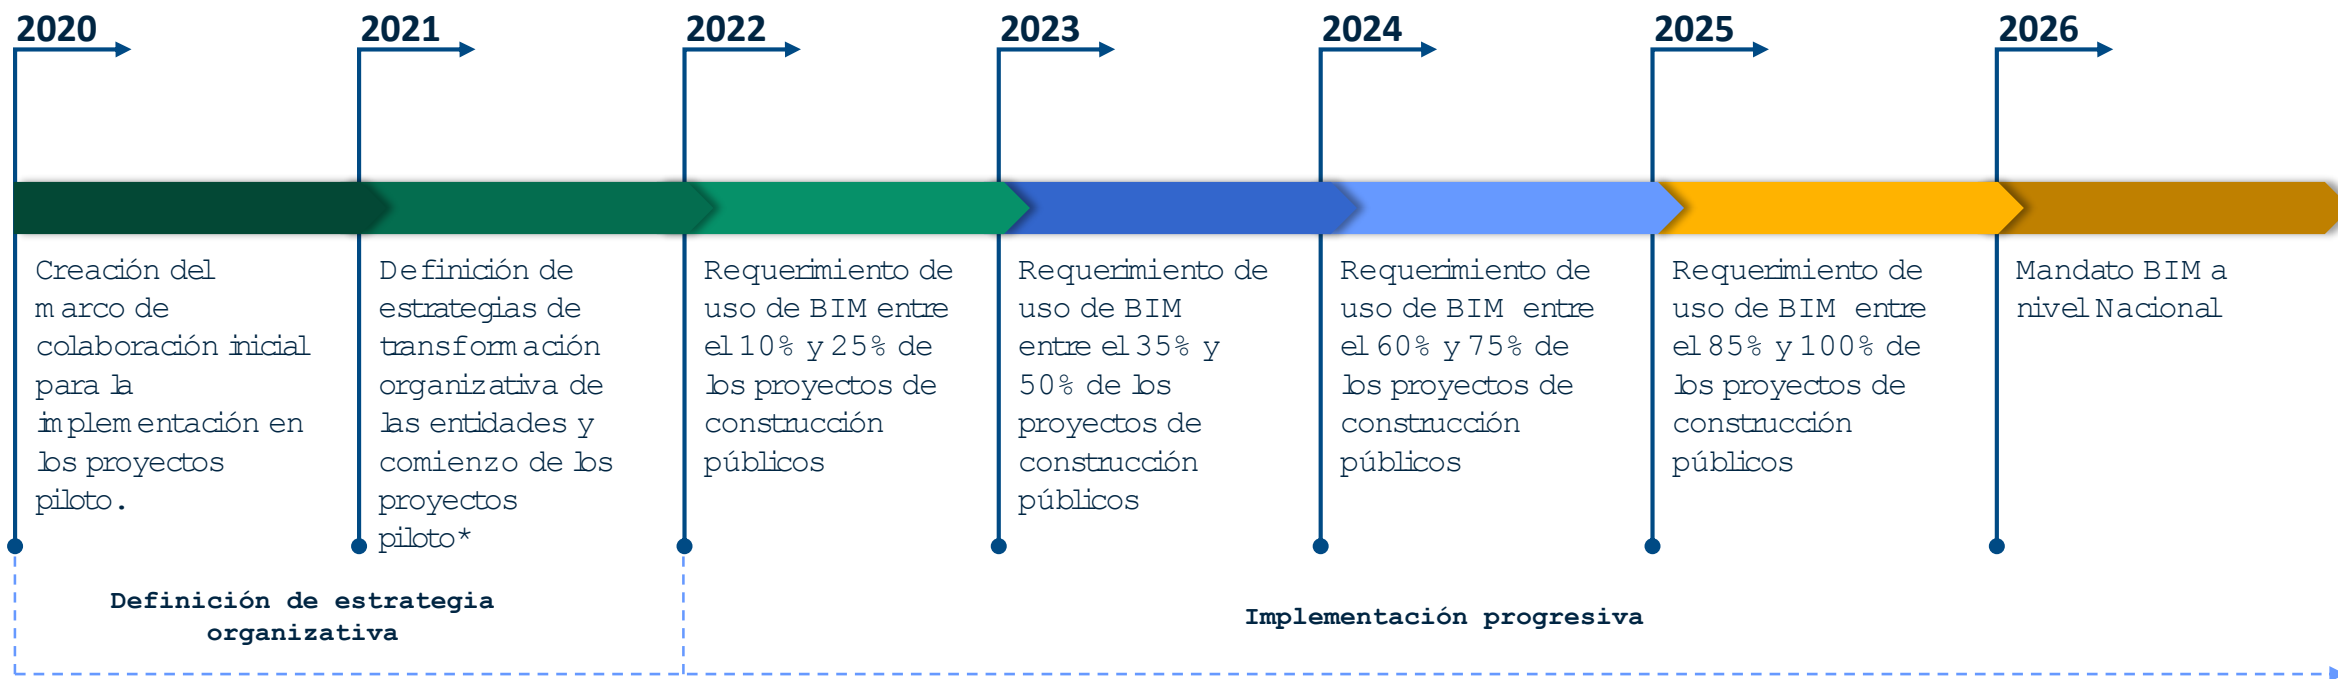 2020
2021
2022
2023
2024
2025
2026
Creación del
marco de
colaboración inicial
para la
implementación en
los proyectos
piloto.
Definición de
estrategias de
transformación
organizativa de
las entidades y
comienzo de los
proyectos
piloto*
Requerimiento de
uso de BIM entre
el 10% y 25% de
los proyectos de
construcción
públicos
Requerimiento de
uso de BIM
entre el 35% y
50% de los
proyectos de
construcción
públicos
Requerimiento de
uso de BIM entre
el 60% y 75% de
los proyectos de
construcción
públicos
Requerimiento de
uso de BIM entre
el 85% y 100% de
los proyectos de
construcción
públicos
Mandato BIM a
nivel Nacional
Definición de estrategia
organizativa
Implementación progresiva